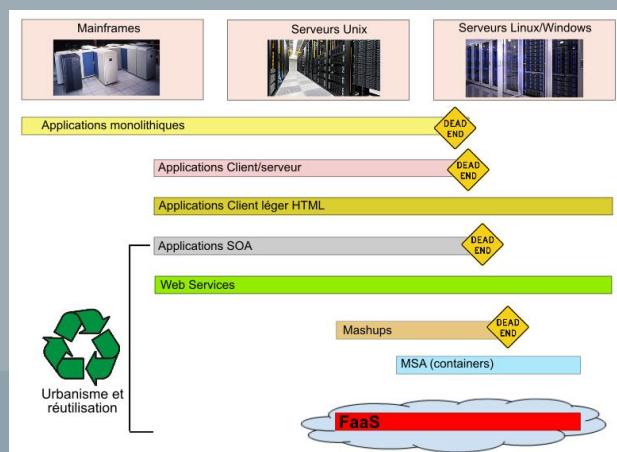 Mainframes
Serveurs Unix
Serveurs Linux/Windows
Applications monolithiques
DEAD
END
Applications Client/serveur
DEAD
END
Applications Client léger HTML
Applications SOA
DEAD
END
Web Services
Mashups
DEAD
END
MSA (containers)
Urbanisme et
réutilisation
FaaS